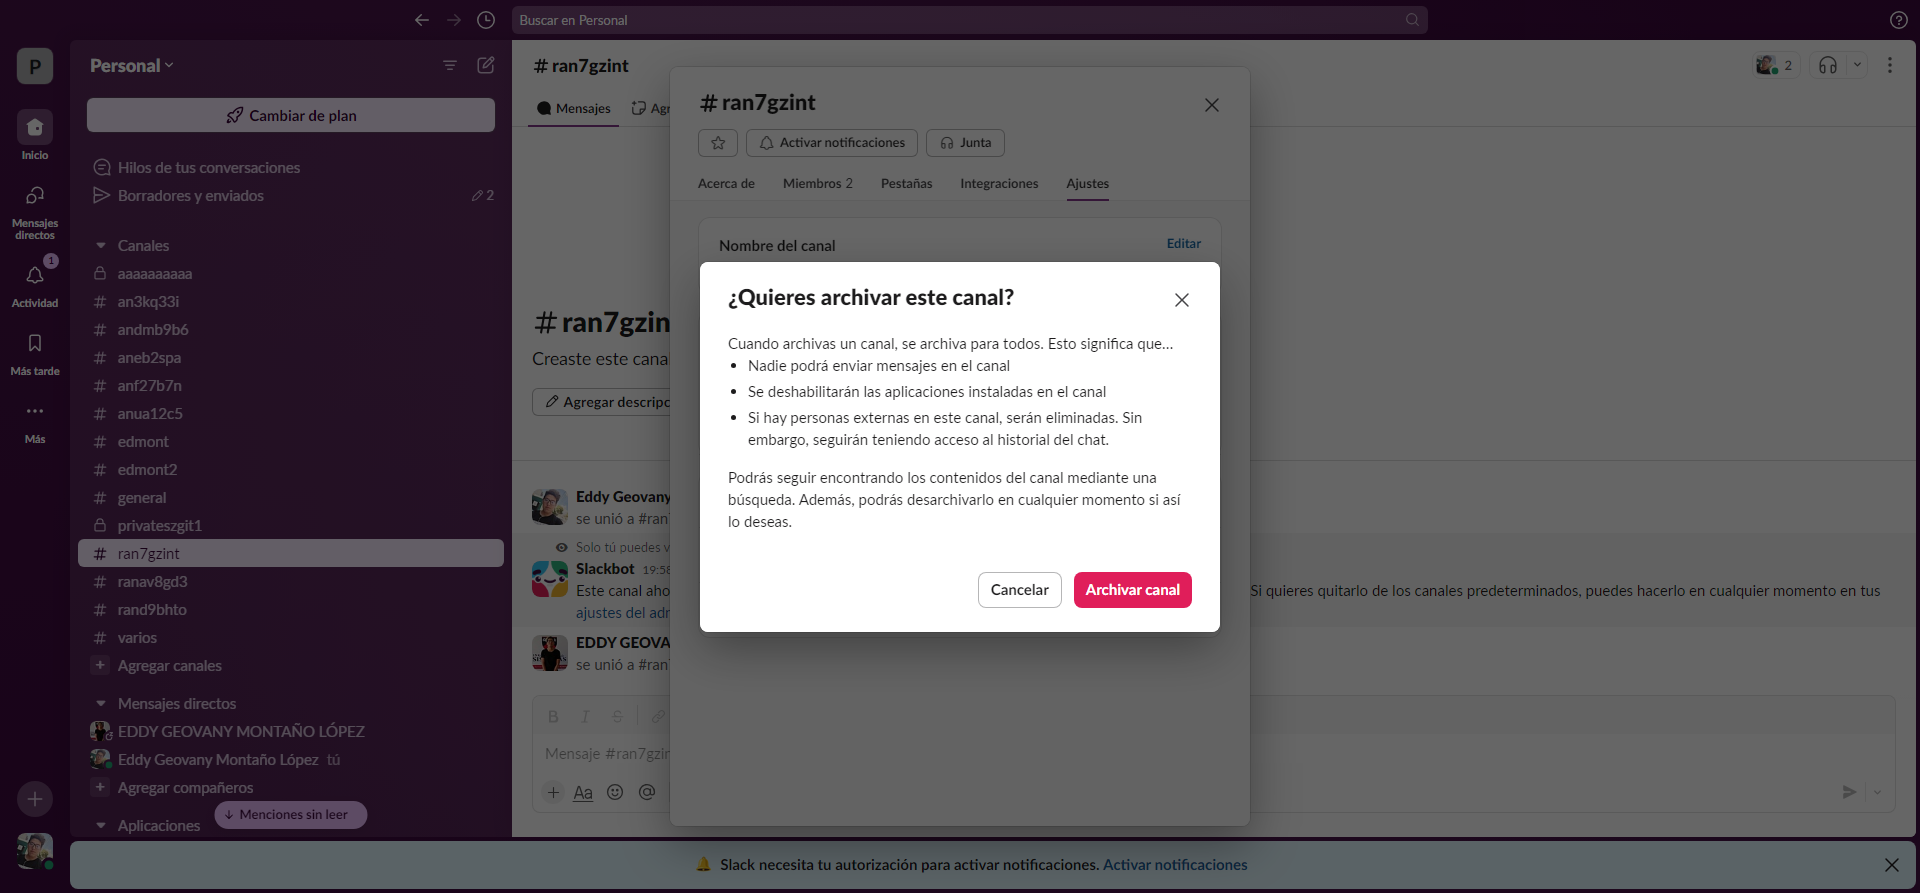 Buscar en Personal
P
Inicio
Mensajes
directos
1
Actividad
Más tarde
Más
Personal
Cambiar de plan
Hilos de tus conversaciones
Borradores y enviados
2
Canales
aaaaaaaaaa
# an3kq33i
# andmb9b6
# aneb2spa
# anf27b7n
# anua12c5
# edmont
# edmont2
# general
privateszgit1
# ran7gzint
# ranav8gd3
# rand9bhto
# varios
+ Agregar canales
Mensajes directos
EDDY GEOVANY MONTAÑO LÓPEZ
Eddy Geovany Montaño López tú
+ Agregar compañeros
Menciones sin leer
Aplicaciones
# ran7gzint
2
Mensajes
# ran7gzin
Creaste este cana
Agregar descripc
Eddy Geovany
se unió a #ran
Solo tú puedes v
Slackbot 19:58
Este canal aho
Si quieres quitarlo de los canales predeterminados, puedes hacerlo en cualquier momento en tus
ajustes del adm
EDDY GEOVA
se unió a #ran
B I S
Mensaje #ran7gzin
Aa
# ran7gzint
Activar notificaciones
Junta
Acerca de
Miembros 2
Pestañas
Integraciones
Ajustes
Nombre del canal
Editar
¿Quieres archivar este canal?
Cuando archivas un canal, se archiva para todos. Esto significa que...
• Nadie podrá enviar mensajes en el canal
• Se deshabilitarán las aplicaciones instaladas en el canal
• Si hay personas externas en este canal, serán eliminadas. Sin
embargo, seguirán teniendo acceso al historial del chat.
Podrás seguir encontrando los contenidos del canal mediante una
búsqueda. Además, podrás desarchivarlo en cualquier momento si así
lo deseas.
Cancelar
Archivar canal
Slack necesita tu autorización para activar notificaciones. Activar notificaciones